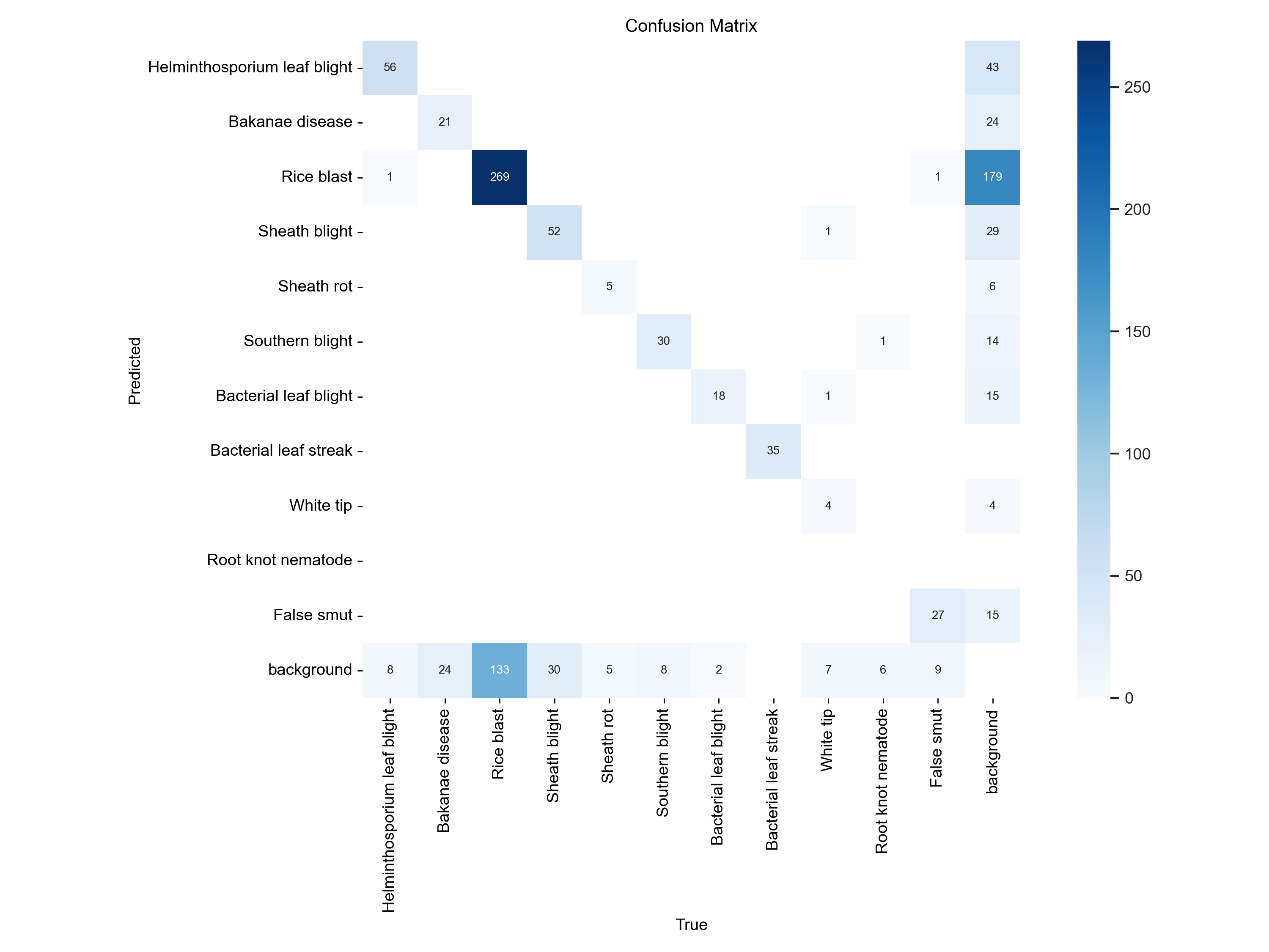 Confusion Matrix
Helminthosporium leaf blight 56 43
Bakanae disease 21 24
Rice blast 269 1 179
1
Sheath blight 52 1 29
Sheath rot 5 6
Southern blight 30 1 14
Bacterial leaf blight 18 1 15
Bacterial leaf streak 35
White tip 4 4
Root knot nematode
False smut 27 15
background 8 24 133 30 5 8 2 7 6 9
Predicted
Helminthosporium leaf blight
Bakanae disease
Rice blast
Sheath blight
Sheath rot
Southern blight
Bacterial leaf blight
Bacterial leaf streak
White tip
Root knot nematode
False smut
background
True
250
200
150
100
50
0